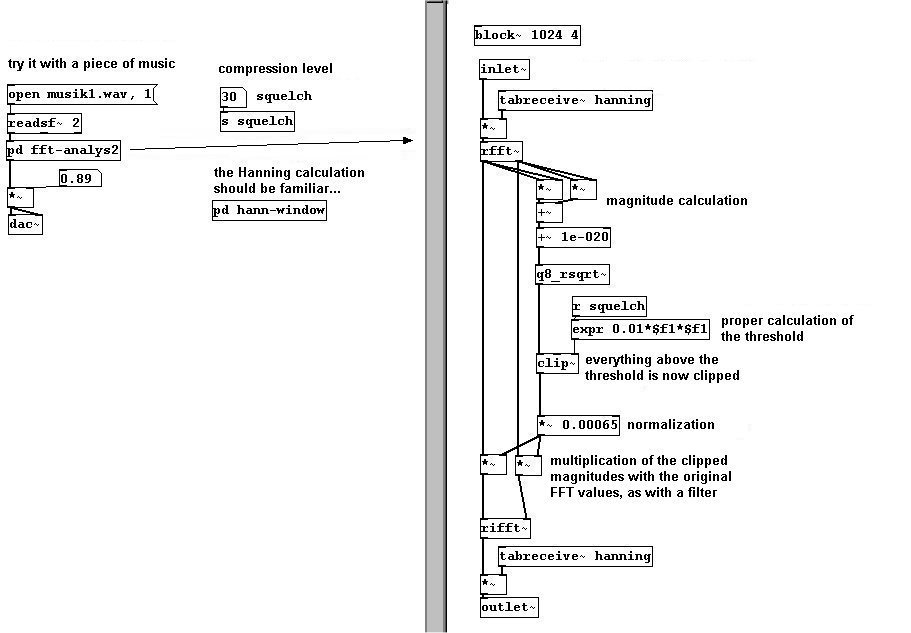 try it with a piece of music
open musik1.wav, 1
readsf~ 2
pd fft-analys2
0.89
*~
dac~
compression level
30 squelch
s squelch
the Hanning calculation
should be familiar...
pd hann-window
block~ 1024 4
inlet~
tabreceive~ hanning
*~
rfft~
*~ *~
magnitude calculation
+~
+~ 1e-020
q8_rsqrt~
r squelch
expr 0.01*$f1*$f1
proper calculation of
the threshold
clip~
everything above the
threshold is now clipped
*~ 0.00065 normalization
*~ *~
multiplication of the clipped
magnitudes with the original
FFT values, as with a filter
rifft~
tabreceive~ hanning
*~
outlet~